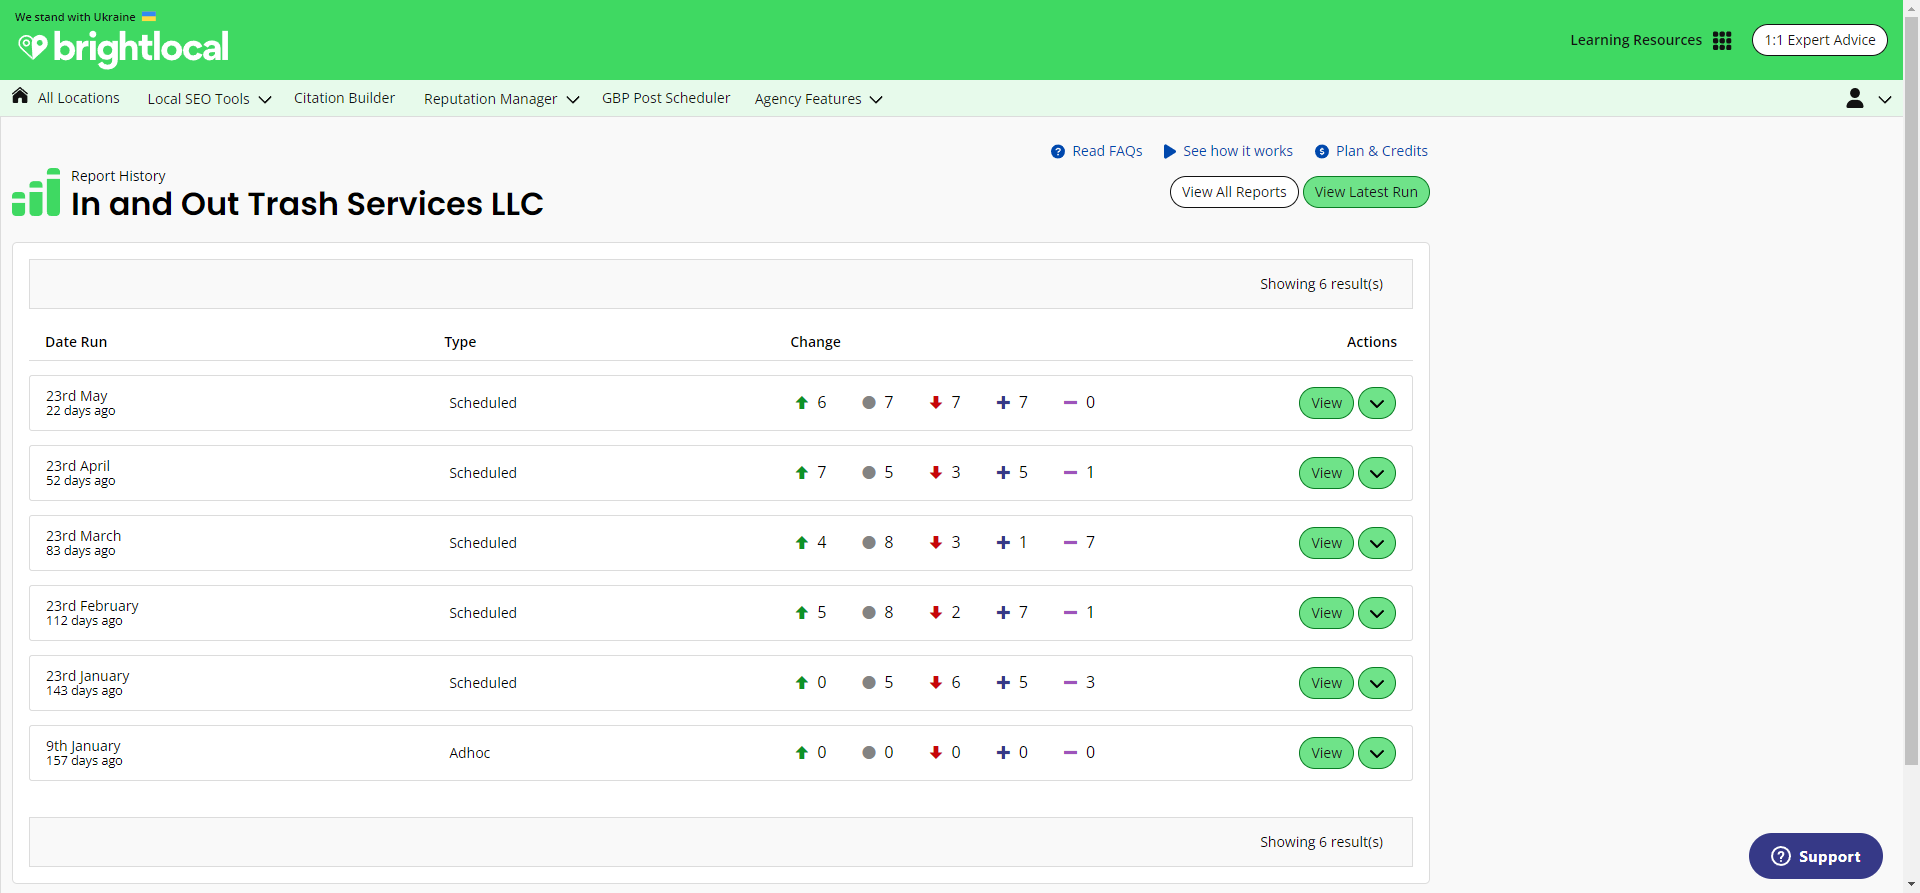 We stand with Ukraine
brightlocal
Learning Resources
1:1 Expert Advice
All Locations Local SEO Tools Citation Builder Reputation Manager GBP Post Scheduler Agency Features
Read FAQs See how it works Plan & Credits
Report History
In and Out Trash Services LLC
View All Reports View Latest Run
Showing 6 result(s)
Date Run Type Change Actions
23rd May
22 days ago
Scheduled 6 7 7 7 0 View
23rd April
52 days ago
Scheduled 7 5 3 5 1 View
23rd March
83 days ago
Scheduled 4 8 3 1 7 View
23rd February
112 days ago
Scheduled 5 8 2 7 1 View
23rd January
143 days ago
Scheduled 0 5 6 5 3 View
9th January
157 days ago
Adhoc 0 0 0 0 0 View
Showing 6 result(s)
Support